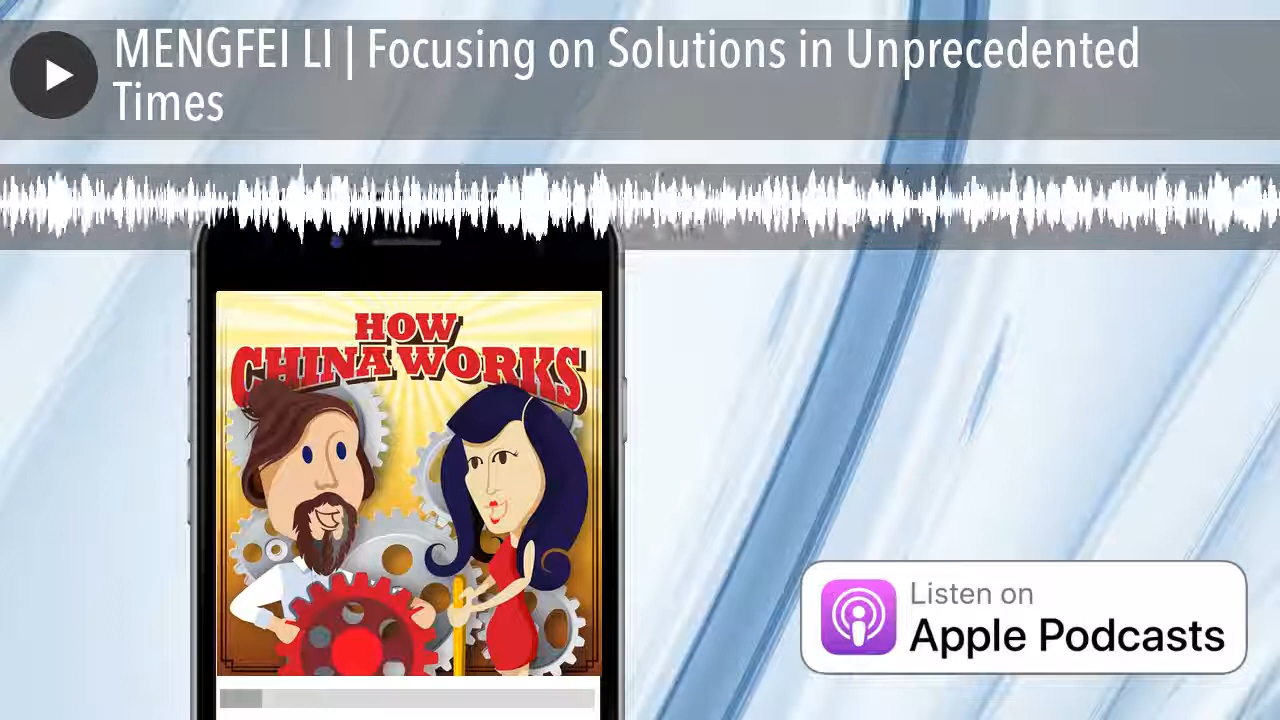 MENGFEI LI | Focusing on Solutions in Unprecedented
Times
HOW
CHINA WORKS
Listen on
Apple Podcasts